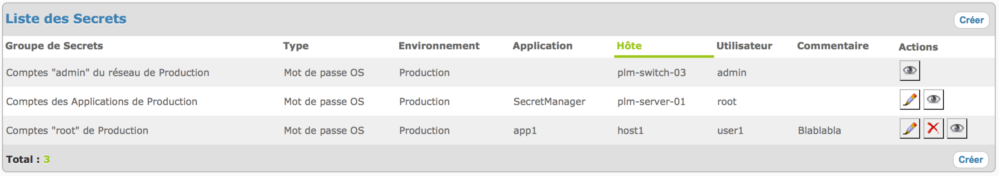 Liste des Secrets Créer
Groupe de Secrets Type Environnement Application Hôte Utilisateur Commentaire Actions
Comptes "admin" du réseau de Production Mot de passe OS Production plm-switch-03 admin
Comptes des Applications de Production Mot de passe OS Production SecretManager plm-server-01 root
Comptes "root" de Production Mot de passe OS Production app1 host1 user1 Blablabla
Total : 3 Créer